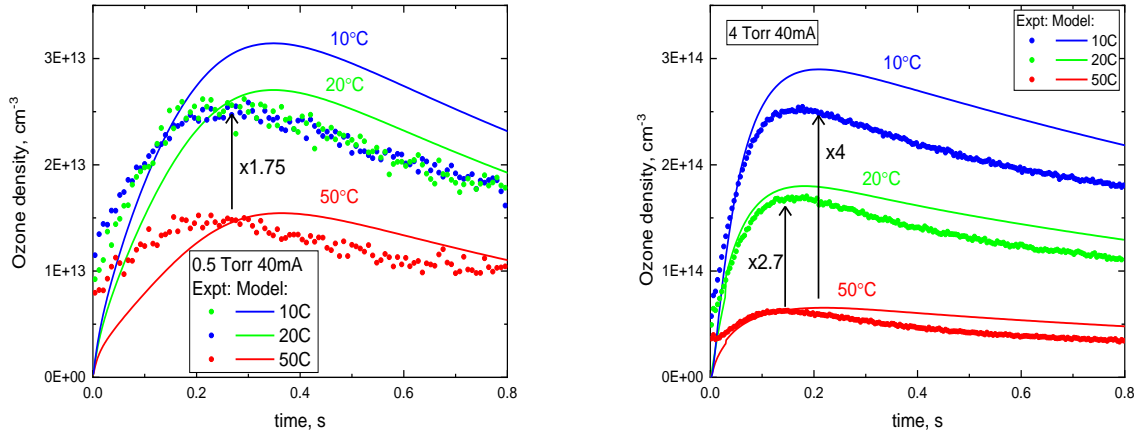 3E+13
2E+13
1E+13
0E+00
Ozone density, cm-3
10°C
20°C
x1.75
50°C
0.5 Torr 40mA
Expt: Model:
10C
20C
50C
0.0 0.2 0.4 0.6 0.8
time, s
4 Torr 40mA
Expt: Model:
10C
20C
50C
3E+14
2E+14
1E+14
0E+00
Ozone density, cm-3
10°C
x4
20°C
x2.7
50°C
0.0 0.2 0.4 0.6 0.8
time, s